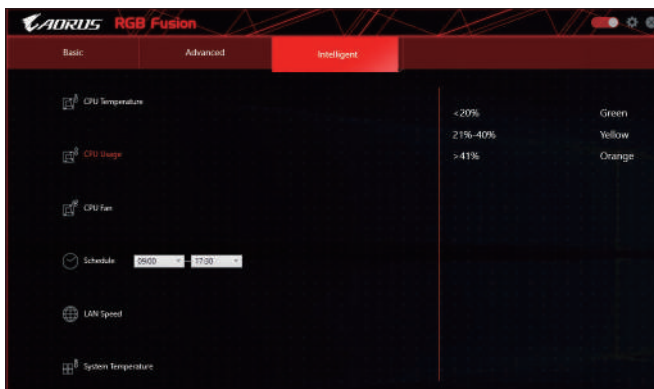 AORUS RGB Fusion
Basic Advanced Intelligent
CPU Temperature
CPU Usage
CPU Fan
Schedule 09:00 - 17:30
LAN Speed
System Temperature
<20% Green
21%-40% Yellow
>41% Orange